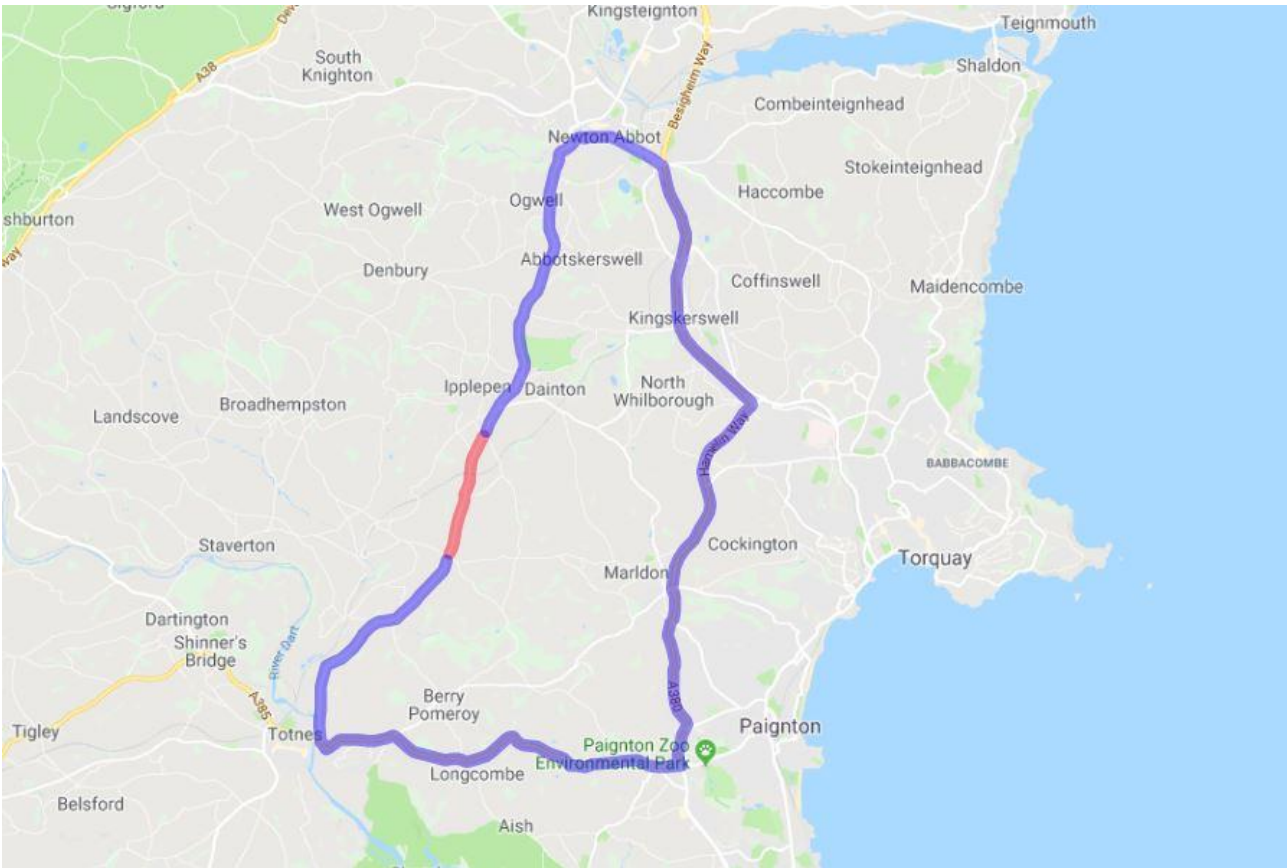 Kingsteignton
Teignmouth
A38
South
Knighton
Besigheim Way
Shaldon
Combeinteignhead
Newton Abbot
Stokeinteignhead
Haccombe
Ogwell
West Ogwell
shburton
way
Abbotskerswell
Denbury
Coffinswell
Maidencombe
Kingskerswell
Ipplepen
Dainton
North
Whilborough
Broadhempston
Landscove
Hamelin Way
BABBACOMBE
Staverton
Cockington
Torquay
Marldon
Dartington
Shinner's
Bridge
River Dart
A385
A380
Berry
Pomeroy
Tigley
Totnes
Paignton
Paignton Zoo
Environmental Park
Longcombe
Belsford
Aish